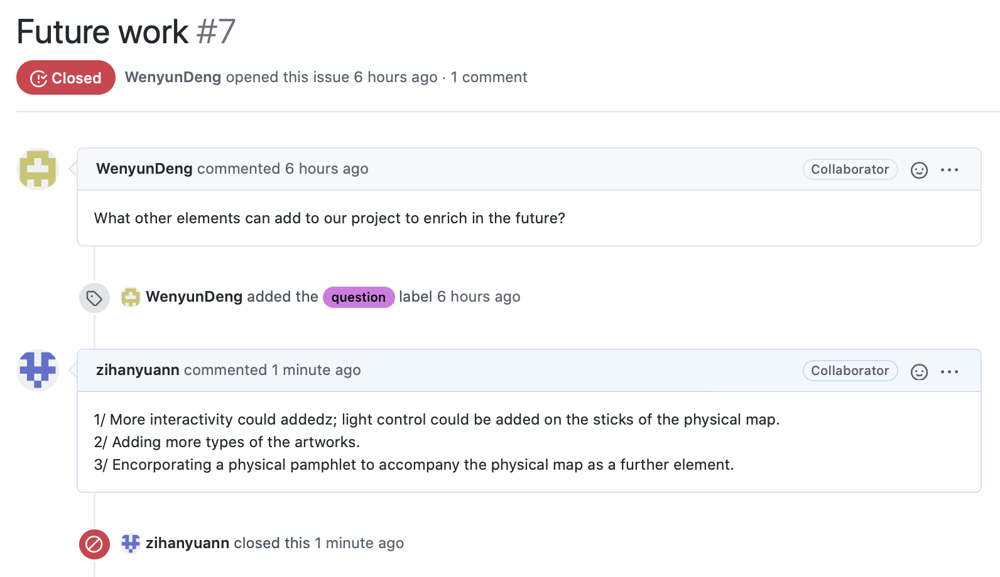 Future work #7
Closed WenyunDeng opened this issue 6 hours ago · 1 comment
WenyunDeng commented 6 hours ago Collaborator
What other elements can add to our project to enrich in the future?
WenyunDeng added the question label 6 hours ago
zihanyuann commented 1 minute ago Collaborator
1/ More interactivity could addedz; light control could be added on the sticks of the physical map.
2/ Adding more types of the artworks.
3/ Encorporating a physical pamphlet to accompany the physical map as a further element.
zihanyuann closed this 1 minute ago